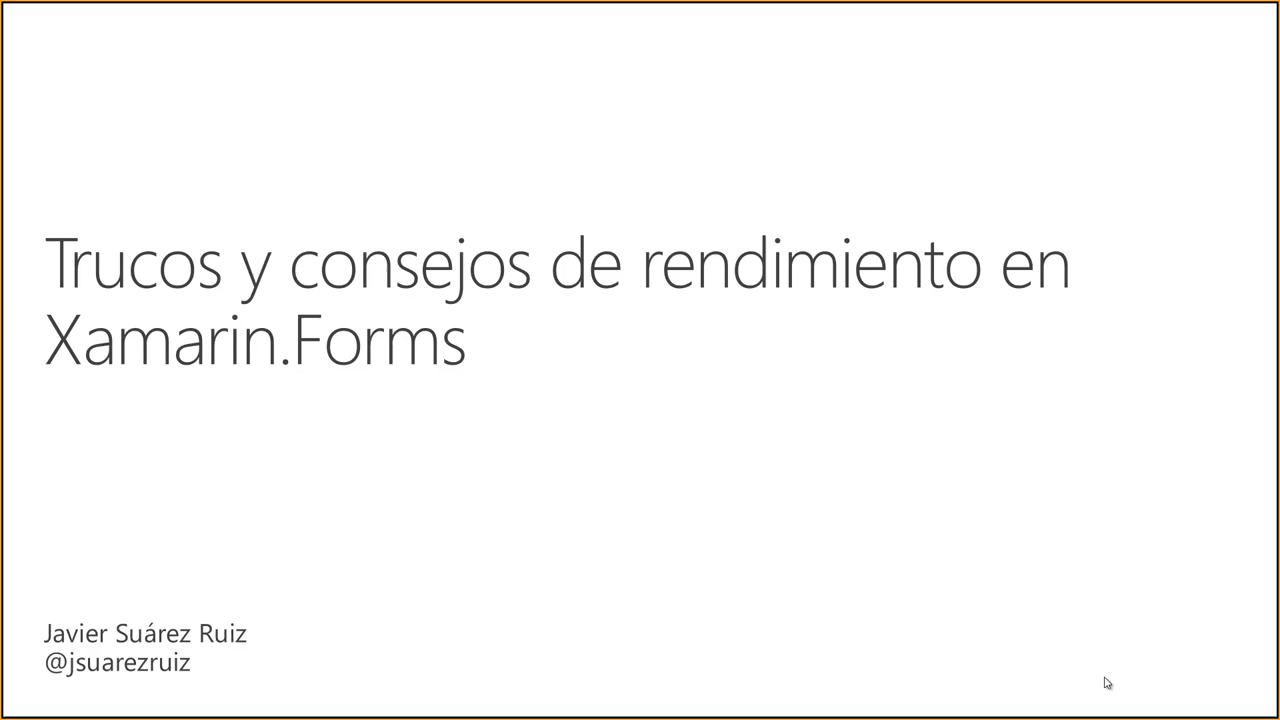 Trucos y consejos de rendimiento en
Xamarin.Forms
Javier Suárez Ruiz
@jsuarezruiz